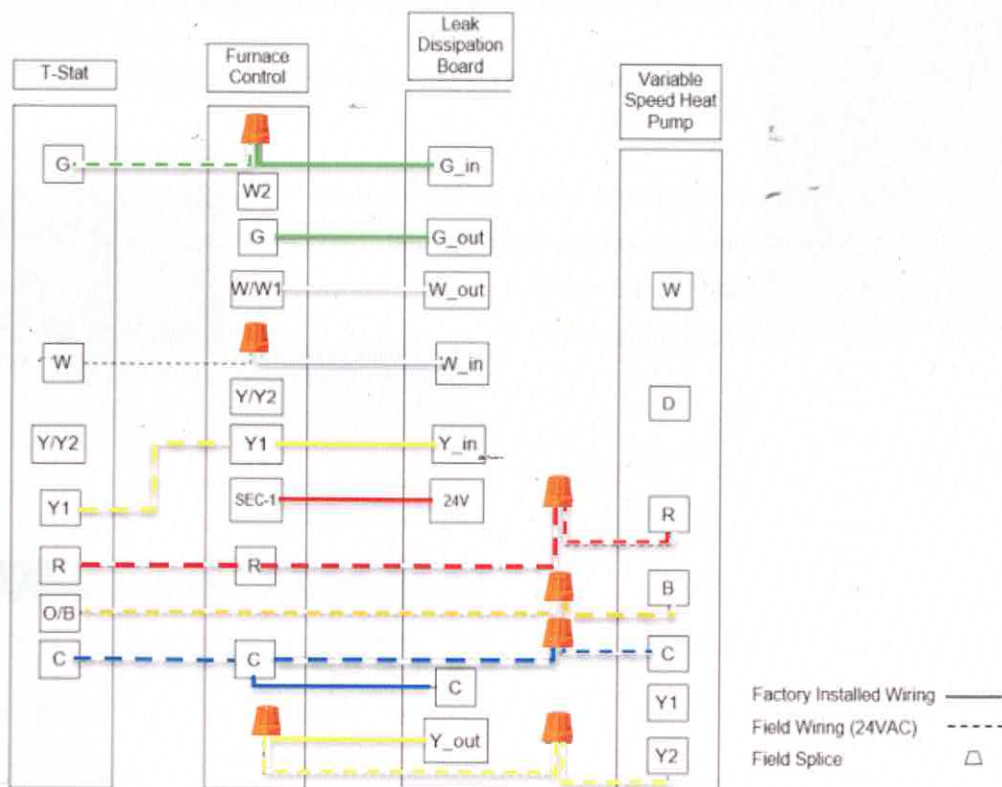 T-Stat
Furnace
Control
Leak
Dissipation
Board
Variable
Speed Heat
Pump
G
G_in
W2
G
G_out
W/W1
W_out
W
W
W_in
Y/Y2
D
Y/Y2
Y1
Y_in
Y1
SEC-1
24V
R
R
R
B
O/B
C
C
C
C
Y1
Y_out
Y2
Factory Installed Wiring
Field Wiring (24VAC)
Field Splice